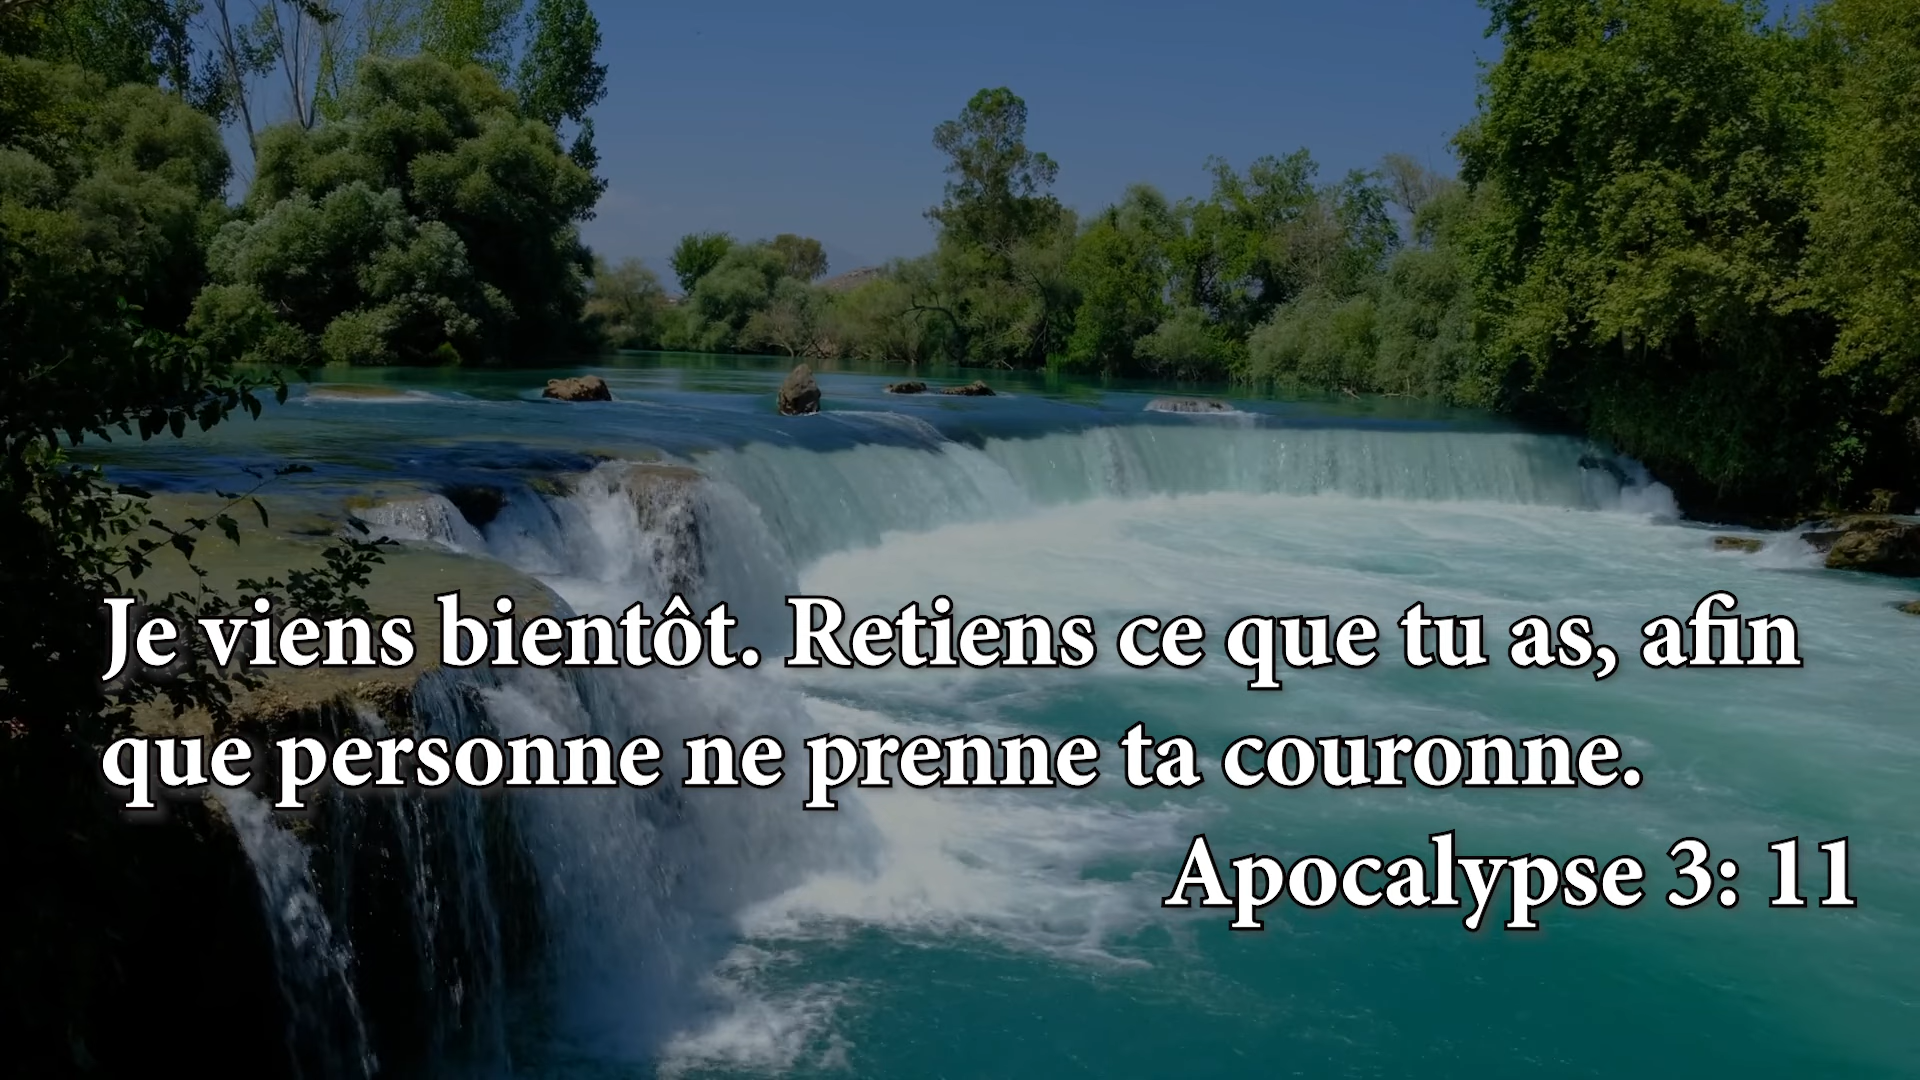 Je viens bientôt. Retiens ce que tu as, afin
que personne ne prenne ta couronne.
Apocalypse 3: 11